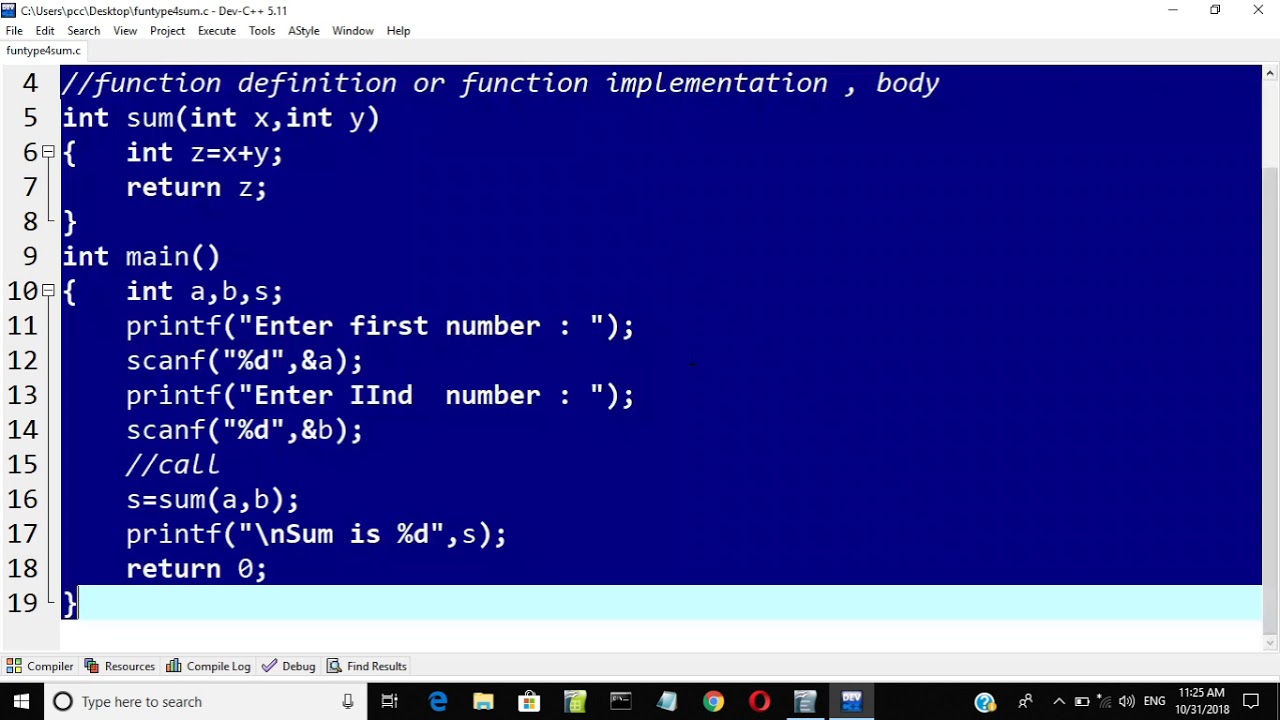 C:\Users\pcc\Desktop\funtype4sum.c - Dev-C++ 5.11
File Edit Search View Project Execute Tools AStyle Window Help
funtype4sum.c
4 //function definition or function implementation , body
5 int sum(int x,int y)
6 { int z=x+y;
7 return z;
8 }
9 int main()
10 { int a,b,s;
11 printf("Enter first number : ");
12 scanf("%d",&a);
13 printf("Enter IInd  number : ");
14 scanf("%d",&b);
15 //call
16 s=sum(a,b);
17 printf("\nSum is %d",s);
18 return 0;
19 }
Compiler Resources Compile Log Debug Find Results
Type here to search
DEV
ENG
11:25 AM
10/31/2018